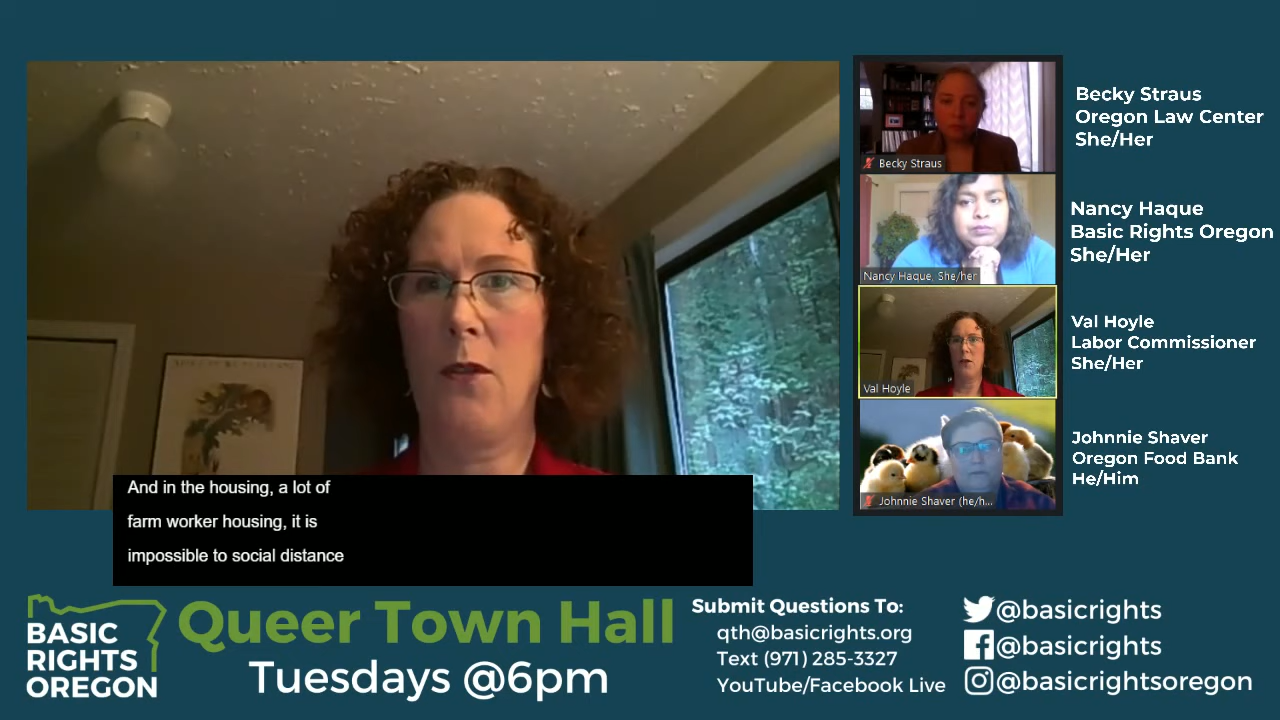 Becky Straus
Oregon Law Center
She/Her
Becky Straus
Nancy Haque
Basic Rights Oregon
She/Her
Nancy Haque, She/her
Val Hoyle
Labor Commissioner
She/Her
Val Hoyle
Johnnie Shaver
Oregon Food Bank
He/Him
Johnnie Shaver (he/h...
And in the housing, a lot of
farm worker housing, it is
impossible to social distance
BASIC
RIGHTS
OREGON
Queer Town Hall
Tuesdays @6pm
Submit Questions To:
qth@basicrights.org
Text (971) 285-3327
YouTube/Facebook Live
@basicrights
@basicrights
@basicrightsoregon